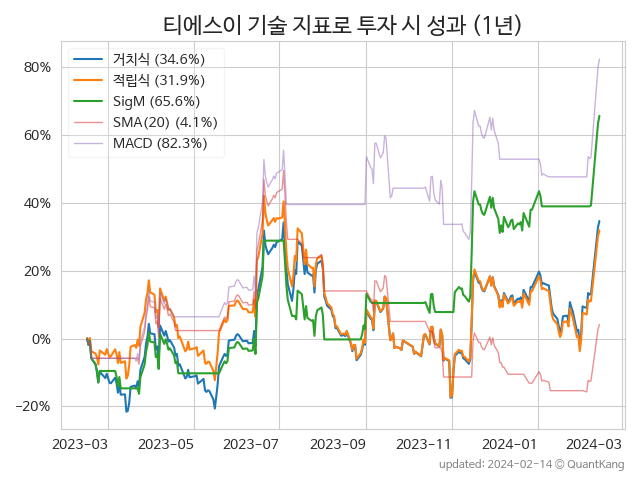 티에스이 기술 지표로 투자 시 성과 (1년)
거치식 (34.6%)
적립식 (31.9%)
SigM (65.6%)
SMA(20) (4.1%)
MACD (82.3%)
80%
60%
40%
20%
0%
−20%
2023-03 2023-05 2023-07 2023-09 2023-11 2024-01 2024-03
updated: 2024-02-14 © QuantKang